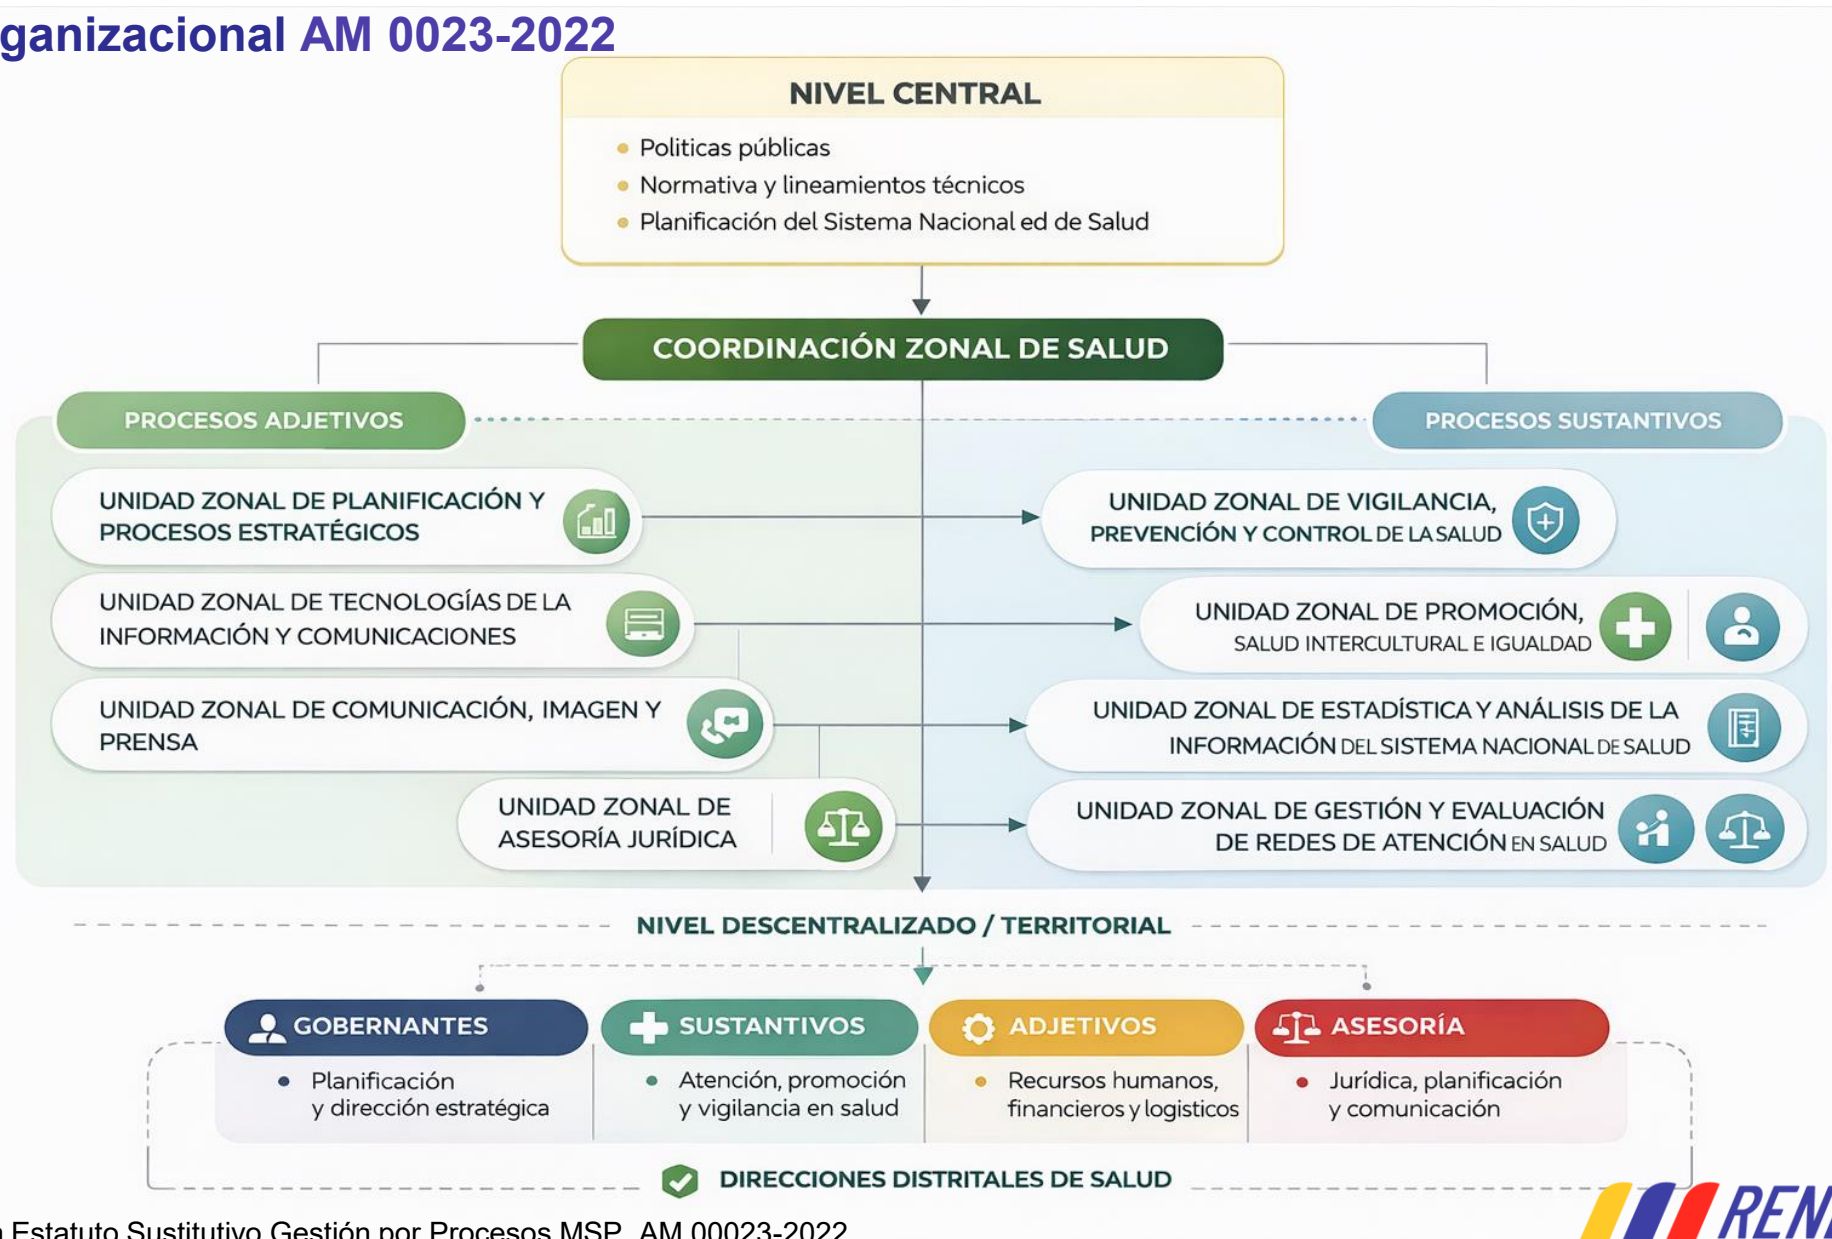 ganizacional AM 0023-2022
NIVEL CENTRAL
Politicas públicas
Normativa y lineamientos técnicos
Planificación del Sistema Nacional ed de Salud
COORDINACIÓN ZONAL DE SALUD
PROCESOS ADJETIVOS
UNIDAD ZONAL DE PLANIFICACIÓN Y
PROCESOS ESTRATÉGICOS
UNIDAD ZONAL DE TECNOLOGÍAS DE LA
INFORMACIÓN Y COMUNICACIONES
UNIDAD ZONAL DE COMUNICACIÓN, IMAGEN Y
PRENSA
UNIDAD ZONAL DE
ASESORÍA JURÍDICA
PROCESOS SUSTANTIVOS
UNIDAD ZONAL DE VIGILANCIA,
PREVENCÍÓN Y CONTROL DE LA SALUD
UNIDAD ZONAL DE PROMOCIÓN,
SALUD INTERCULTURAL E IGUALDAD
UNIDAD ZONAL DE ESTADÍSTICA Y ANÁLISIS DE LA
INFORMACIÓN DEL SISTEMA NACIONAL DE SALUD
UNIDAD ZONAL DE GESTIÓN Y EVALUACIÓN
DE REDES DE ATENCIÓN EN SALUD
NIVEL DESCENTRALIZADO / TERRITORIAL
GOBERNANTES
Planificación
y dirección estratégica
SUSTANTIVOS
Atención, promoción
y vigilancia en salud
ADJETIVOS
Recursos humanos,
financieros y logisticos
ASESORÍA
Jurídica, planificación
y comunicación
DIRECCIONES DISTRITALES DE SALUD
Estatuto Sustitutivo Gestión por Procesos MSP AM 00023-2022